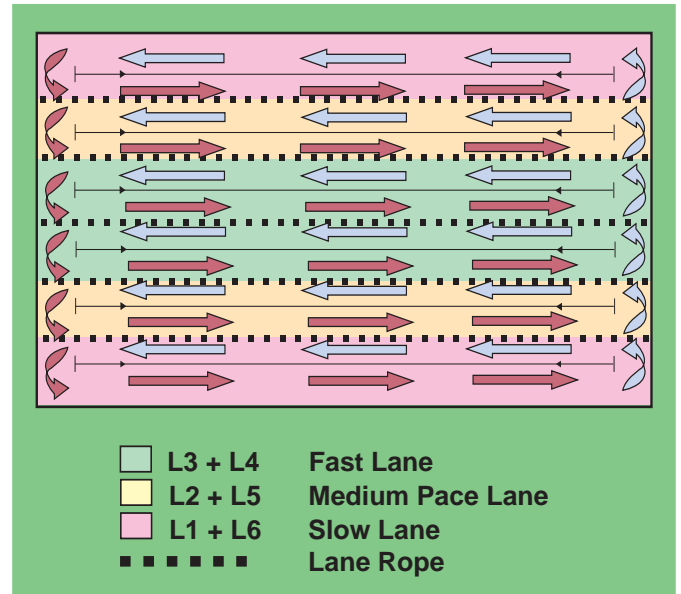 L3 + L4 Fast Lane
L2 + L5 Medium Pace Lane
L1 + L6 Slow Lane
Lane Rope